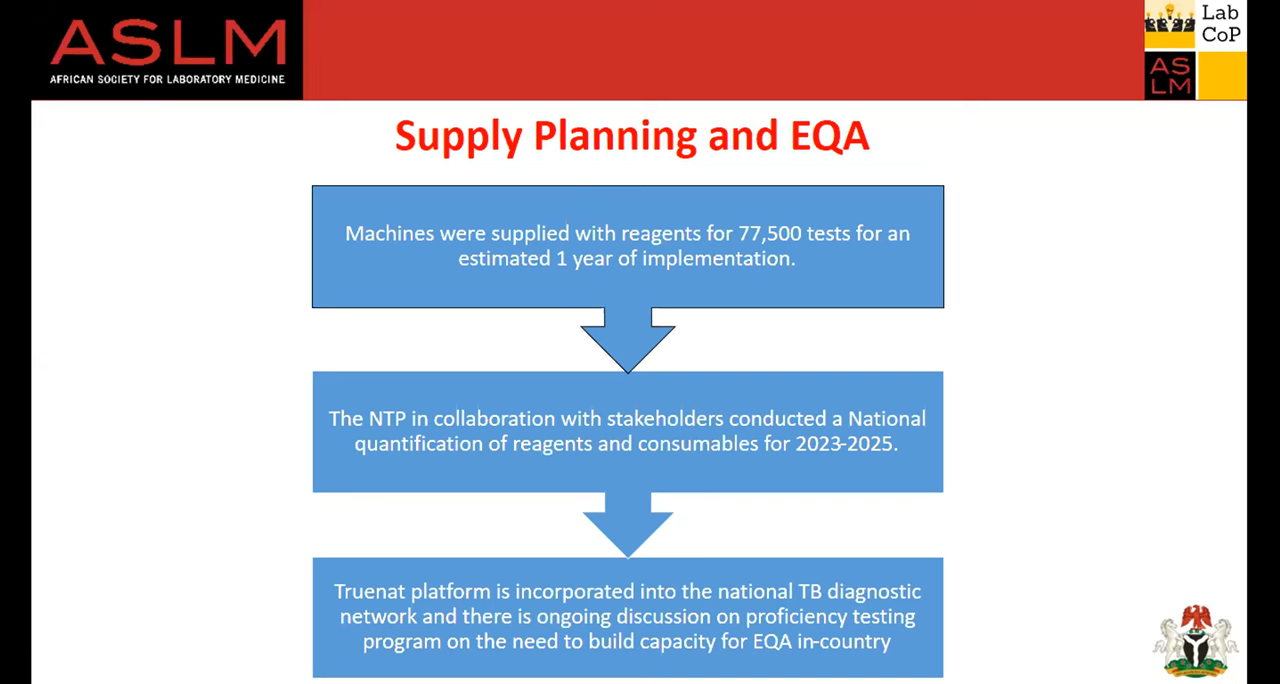 ASLM
AFRICAN SOCIETY FOR LABORATORY MEDICINE
Lab
CoP
AS
LM
Supply Planning and EQA
Machines were supplied with reagents for 77,500 tests for an
estimated 1 year of implementation.
The NTP in collaboration with stakeholders conducted a National
quantification of reagents and consumables for 2023-2025.
Truenat platform is incorporated into the national TB diagnostic
network and there is ongoing discussion on proficiency testing
program on the need to build capacity for EQA in-country